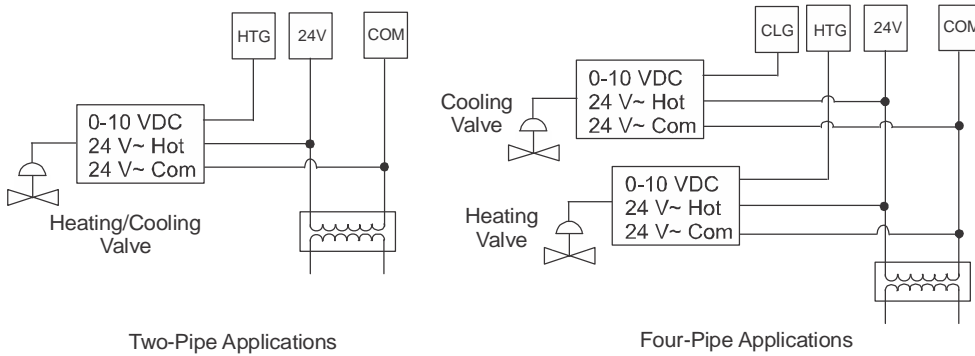 HTG
24V
COM
0-10 VDC
24 V~ Hot
24 V~ Com
Heating/Cooling
Valve
Two-Pipe Applications
CLG
HTG
24V
COM
Cooling
Valve
0-10 VDC
24 V~ Hot
24 V~ Com
Heating
Valve
0-10 VDC
24 V~ Hot
24 V~ Com
Four-Pipe Applications